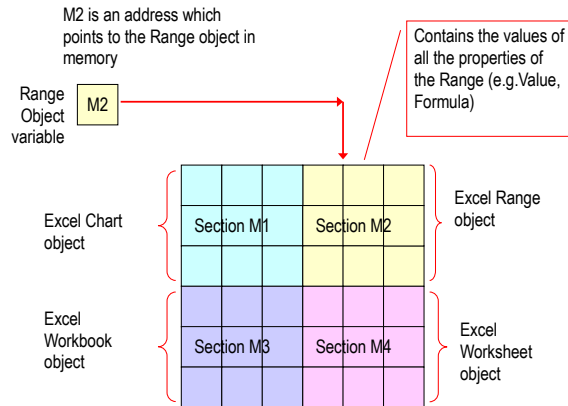 M2 is an address which
points to the Range object in
memory
Contains the values of
all the properties of
the Range (e.g.Value,
Formula)
Range
Object
variable
M2
Excel Chart
object
Section M1
Section M2
Excel Range
object
Excel
Workbook
object
Section M3
Section M4
Excel
Worksheet
object